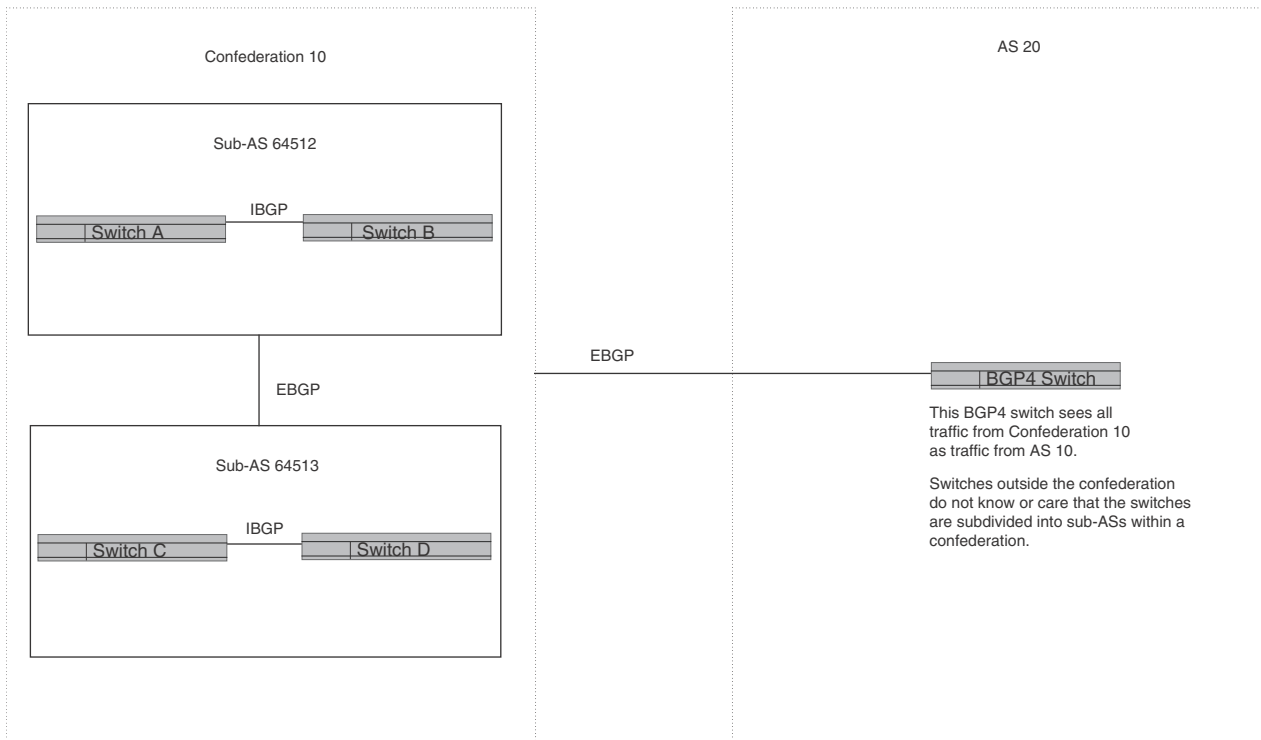 Confederation 10
AS 20
Sub-AS 64512
IBGP
Switch A
Switch B
EBGP
EBGP
BGP4 Switch
This BGP4 switch sees all
traffic from Confederation 10
as traffic from AS 10.
Switches outside the confederation
do not know or care that the switches
are subdivided into sub-ASs within a
confederation.
Sub-AS 64513
IBGP
Switch C
Switch D